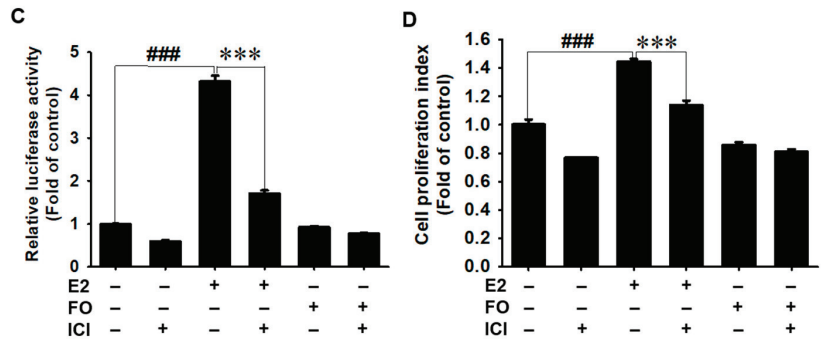 C
Relative luciferase activity
(Fold of control)
5
4
3
2
1
0
###
***
E2 – – + + – –
FO – – – – + +
ICI – + – + – +
D
Cell proliferation index
(Fold of control)
1.6
1.4
1.2
1.0
0.8
0.6
0.4
0.2
0.0
###
***
E2 – – + + – –
FO – – – – + +
ICI – + – + – +